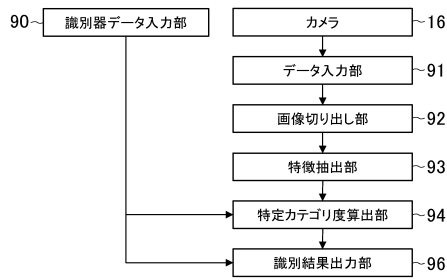 90 識別器データ入力部
カメラ 16
データ入力部 91
画像切り出し部 92
特徴抽出部 93
特定カテゴリ度算出部 94
識別結果出力部 96